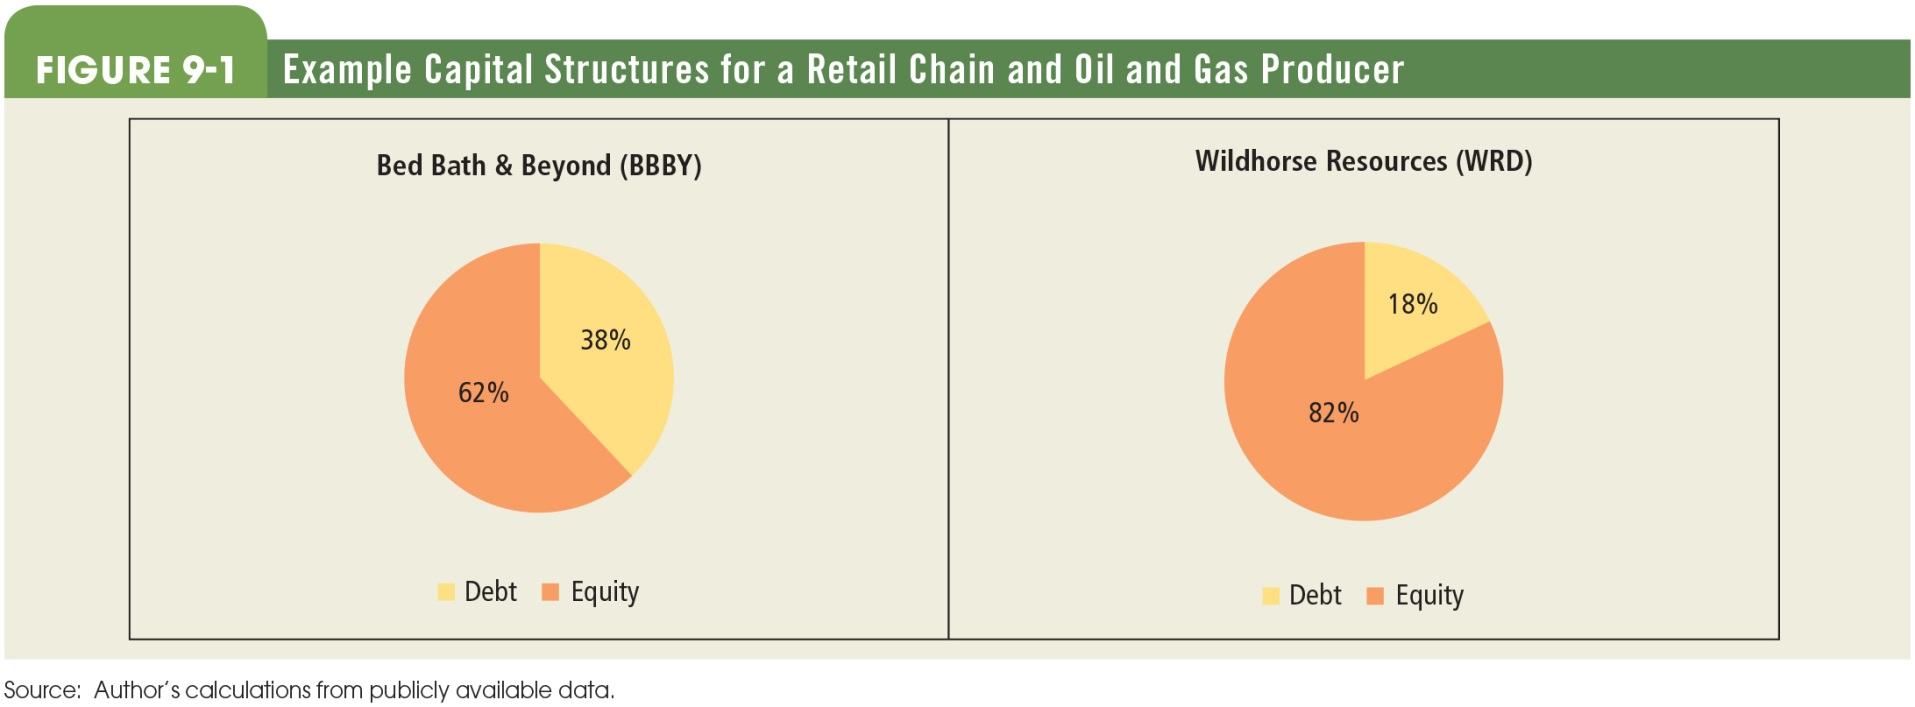 FIGURE 9-1 Example Capital Structures for a Retail Chain and Oil and Gas Producer
Bed Bath & Beyond (BBBY)
38%
62%
Debt Equity
Wildhorse Resources (WRD)
18%
82%
Debt Equity
Source: Author's calculations from publicly available data.